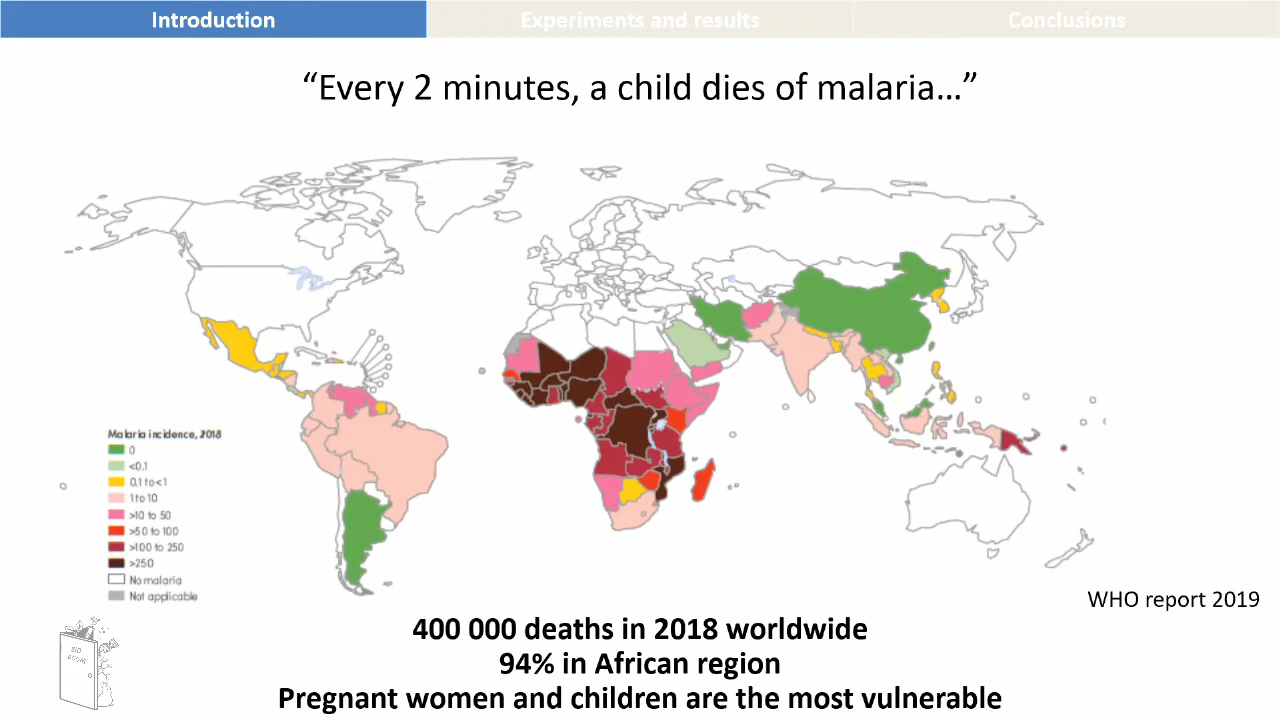 Introduction
Experiments and results
Conclusions
“Every 2 minutes, a child dies of malaria…”
Malaria incidence, 2018
0
<0.1
0.1 to <1
1 to 10
>10 to 50
>50 to 100
>100 to 250
>250
No malaria
Not applicable
WHO report 2019
BIG
ROOM
400 000 deaths in 2018 worldwide
94% in African region
Pregnant women and children are the most vulnerable